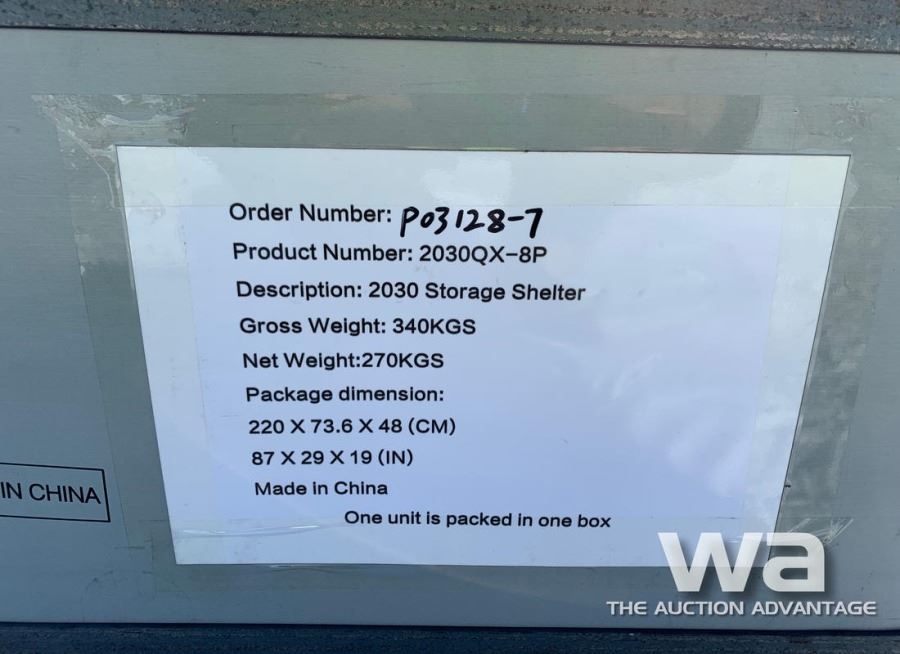 Order Number: P03128-7
Product Number: 2030QX-8P
Description: 2030 Storage Shelter
Gross Weight: 340KGS
Net Weight:270KGS
Package dimension:
220 X 73.6 X 48 (CM)
87 X 29 X 19 (IN)
Made in China
One unit is packed in one box
IN CHINA
wa
THE AUCTION ADVANTAGE